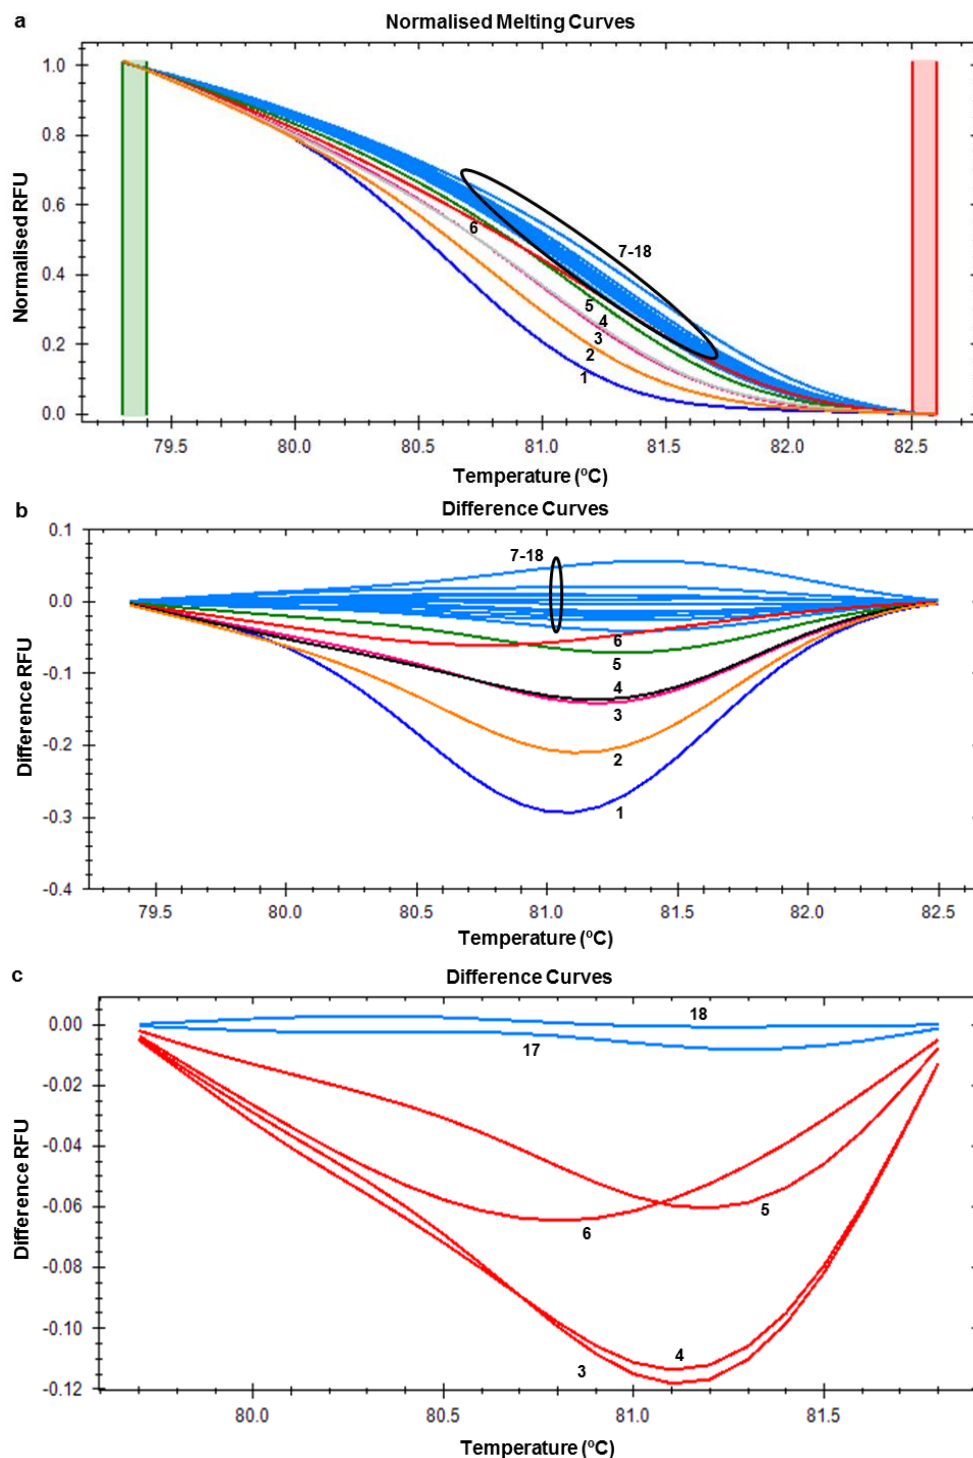 a
Normalised Melting Curves
1.0
0.8
0.6
0.4
0.2
0.0
Normalised RFU
6
7-18
5
4
3
2
1
79.5 80.0 80.5 81.0 81.5 82.0 82.5
Temperature (ºC)
b
Difference Curves
0.1
0.0
-0.1
-0.2
-0.3
-0.4
Difference RFU
7-18
6
5
4
3
2
1
79.5 80.0 80.5 81.0 81.5 82.0 82.5
Temperature (ºC)
c
Difference Curves
0.00
-0.02
-0.04
-0.06
-0.08
-0.10
-0.12
Difference RFU
18
17
5
6
4
3
80.0 80.5 81.0 81.5
Temperature (ºC)